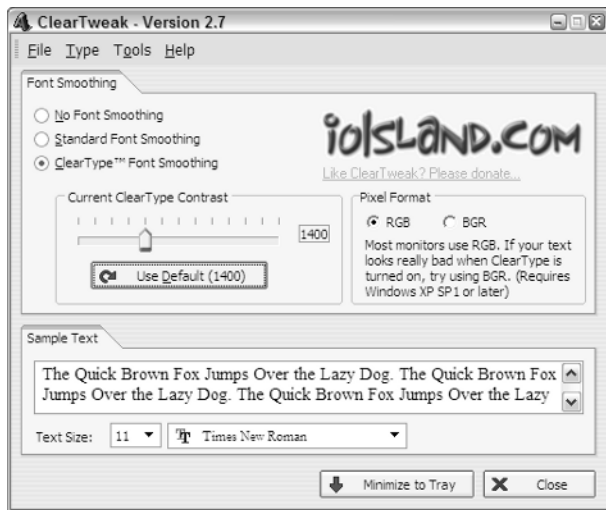 ClearTweak - Version 2.7
File Type Tools Help
Font Smoothing
No Font Smoothing
Standard Font Smoothing
ClearType™ Font Smoothing
ioIsland.com
Like ClearTweak? Please donate...
Current ClearType Contrast
1400
Use Default (1400)
Pixel Format
RGB BGR
Most monitors use RGB. If your text
looks really bad when ClearType is
turned on, try using BGR. (Requires
Windows XP SP1 or later)
Sample Text
The Quick Brown Fox Jumps Over the Lazy Dog. The Quick Brown Fox
Jumps Over the Lazy Dog. The Quick Brown Fox Jumps Over the Lazy
Text Size: 11 Times New Roman
Minimize to Tray Close